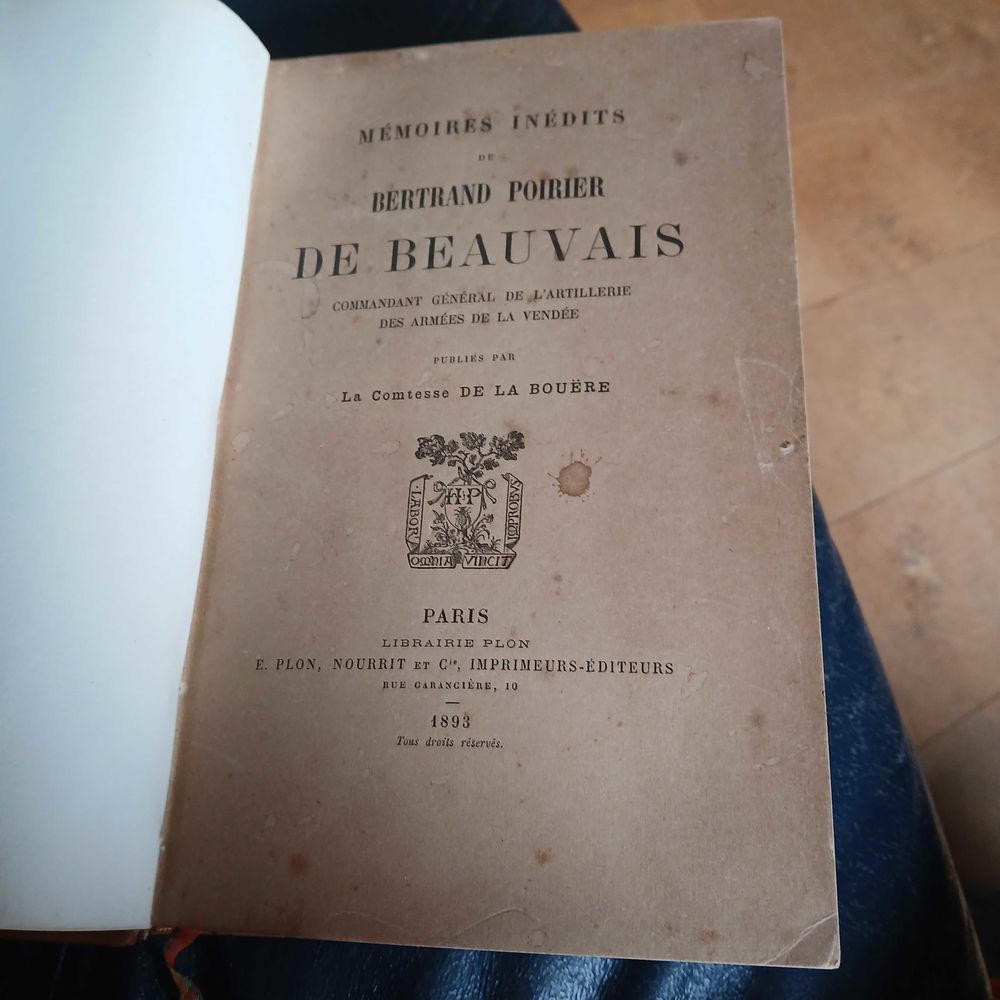 MÉMOIRES INÉDITS
DE
BERTRAND POIRIER
DE BEAUVAIS
COMMANDANT GÉNÉRAL DE L'ARTILLERIE
DES ARMÉES DE LA VENDÉE
PUBLIÉS PAR
La Comtesse DE LA BOUËRE
H·P
LABOR
IMPROBVS
OMNIA VINCIT
PARIS
LIBRAIRIE PLON
E. PLON, NOURRIT ET Cie, IMPRIMEURS-ÉDITEURS
RUE GARANCIÈRE, 10
1893
Tous droits réservés.